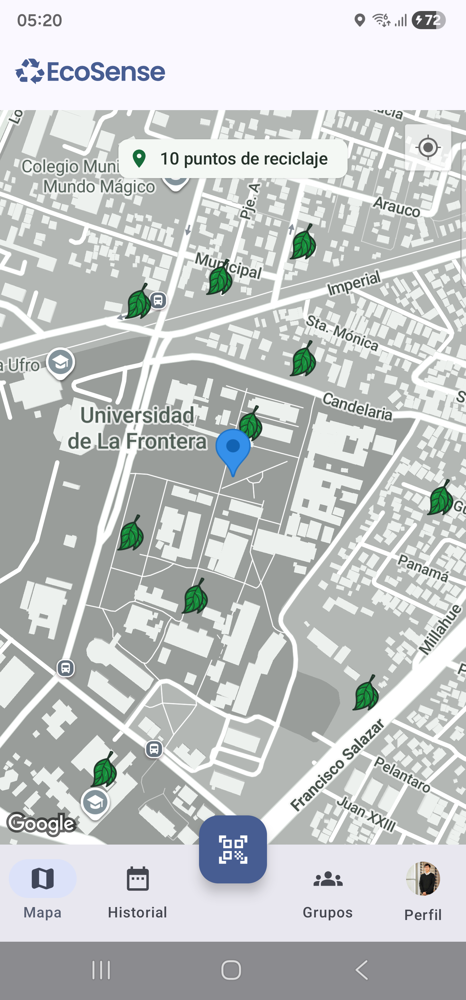 05:20
6
72
EcoSense
Lo
10 puntos de reciclaje
Colegio Muni
Mundo Mágico
Pje. A
Arauco
Municipal
Imperial
Sta. Mónica
a Ufro
Candelaria
Universidad
de La Frontera
Gu
Panamá
Millahue
Francisco Salazar
Pelantaro
Juan XXIII
Google
Mapa
Historial
Grupos
Perfil